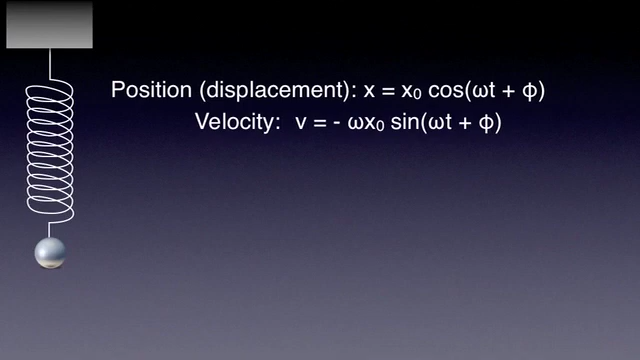 Position (displacement): x = x₀ cos(ωt + ϕ)
Velocity: v = - ωx₀ sin(ωt + ϕ)